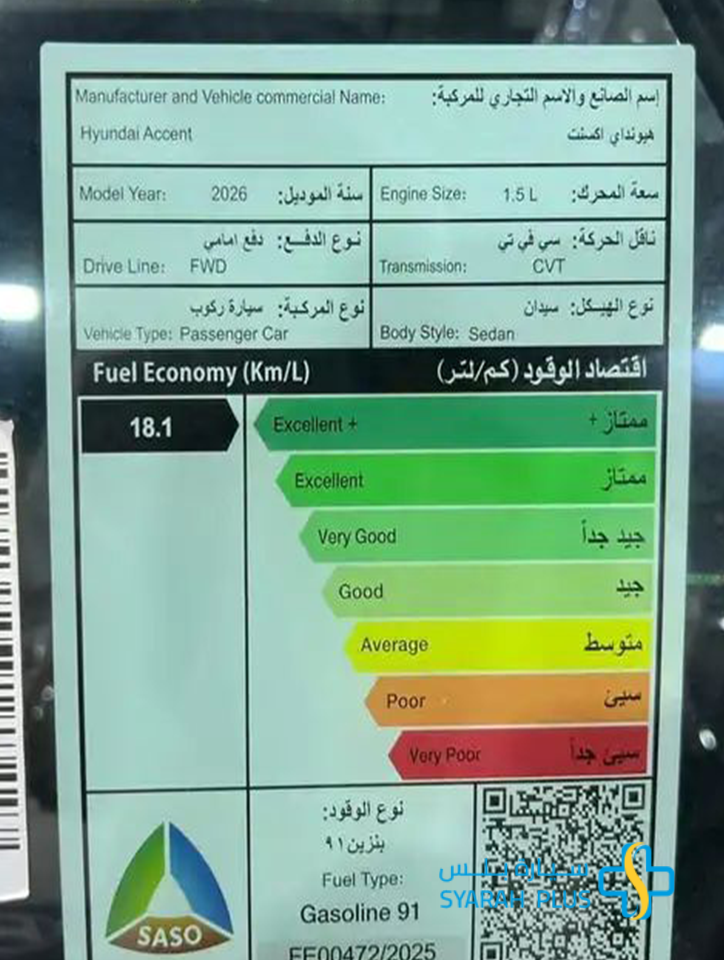 Manufacturer and Vehicle commercial Name: إسم الصانع والاسم التجاري للمركبة:
Hyundai Accent هيونداي اكسنت
Model Year: 2026 سنة الموديل: Engine Size: 1.5 L سعة المحرك:
نوع الدفـع: دفع امامي ناقل الحركة: سي في تي
Drive Line: FWD Transmission: CVT
نوع المركبة: سيارة ركوب نوع الهيكل: سيدان
Vehicle Type: Passenger Car Body Style: Sedan
Fuel Economy (Km/L) اقتصاد الوقود (كم/لتر)
18.1 Excellent + ممتاز +
Excellent ممتاز
Very Good جيد جداً
Good جيد
Average متوسط
Poor سيئ
Very Poor سيئ جداً
نوع الوقود:
بنزين ٩١
Fuel Type:
Gasoline 91
FE00472/2025
SASO
سيارة بلس
SYARAH PLUS